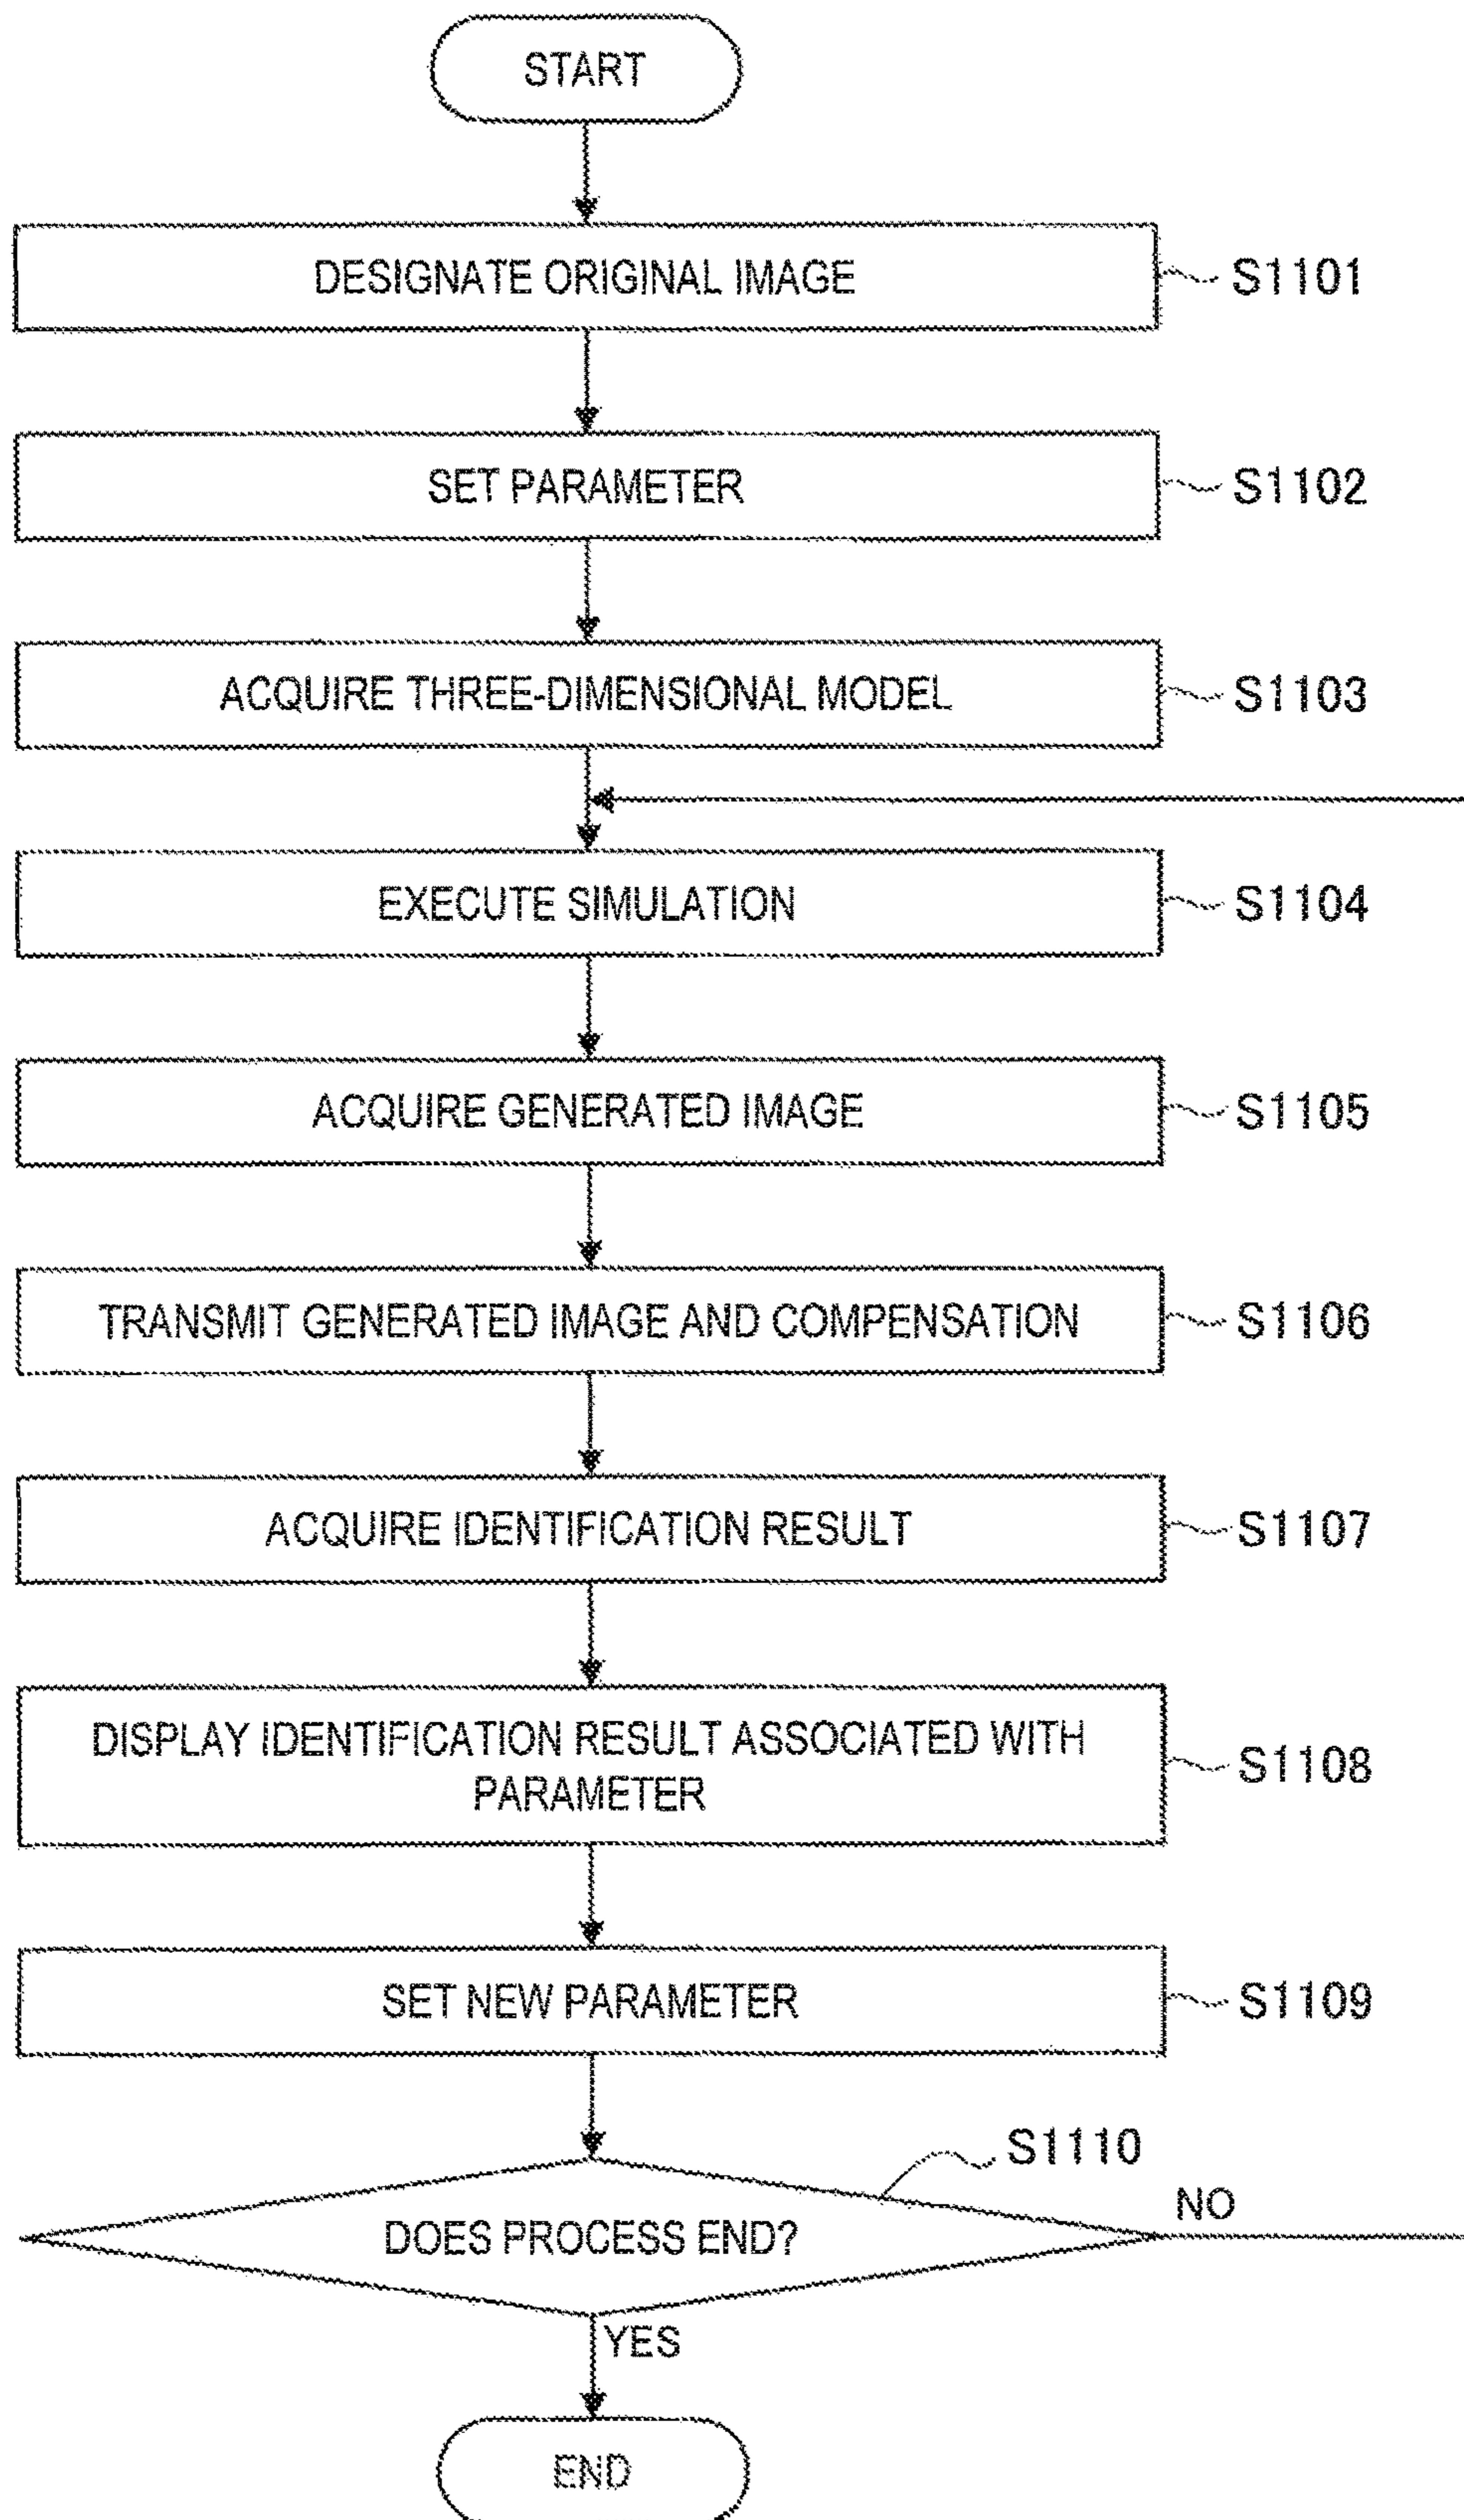 START
DESIGNATE ORIGINAL IMAGE
S1101
SET PARAMETER
S1102
ACQUIRE THREE-DIMENSIONAL MODEL
S1103
EXECUTE SIMULATION
S1104
ACQUIRE GENERATED IMAGE
S1105
TRANSMIT GENERATED IMAGE AND COMPENSATION
S1106
ACQUIRE IDENTIFICATION RESULT
S1107
DISPLAY IDENTIFICATION RESULT ASSOCIATED WITH
PARAMETER
S1108
SET NEW PARAMETER
S1109
S1110
DOES PROCESS END?
NO
YES
END